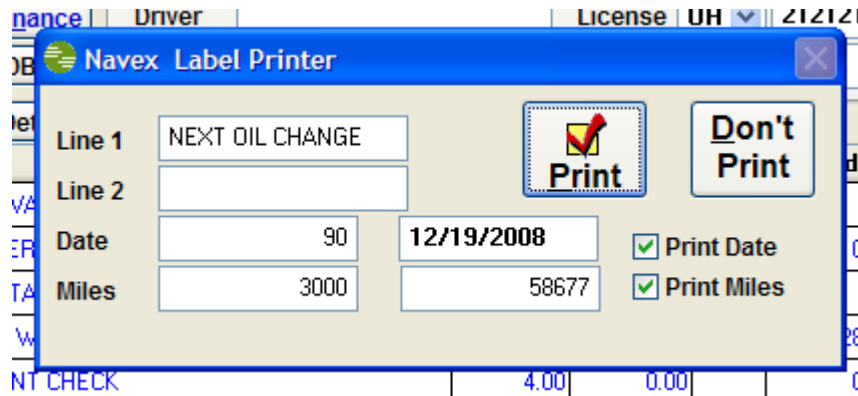 nance Driver License OH 212121
Navex Label Printer
Line 1 NEXT OIL CHANGE
Print
Don't Print
Line 2
Date 90 12/19/2008 Print Date
Miles 3000 58677 Print Miles
NT CHECK 4.00 0.00